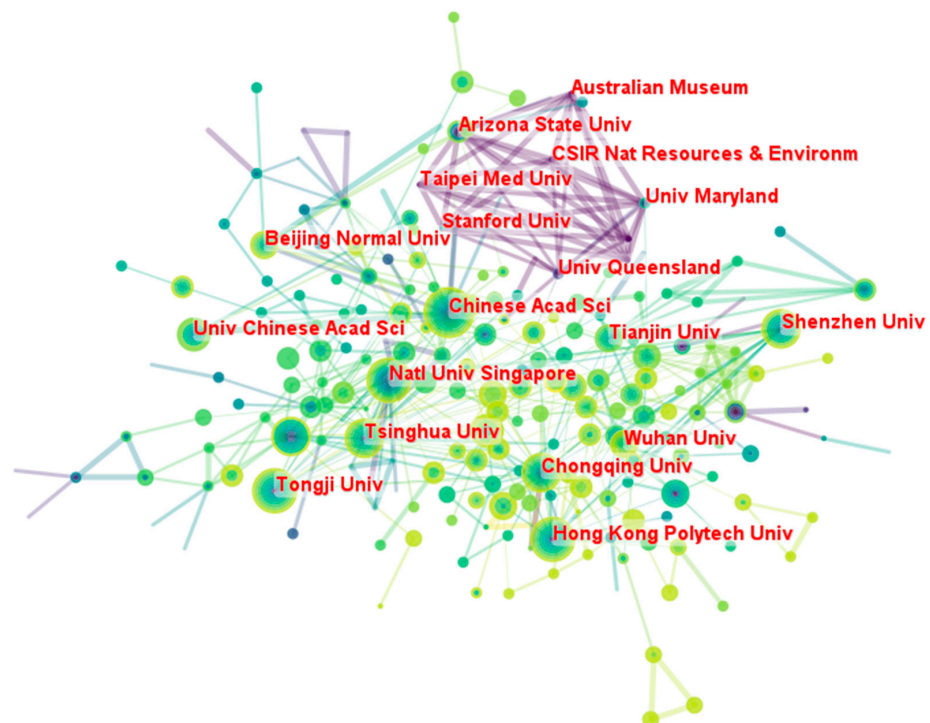 Australian Museum
Arizona State Univ
CSIR Nat Resources & Environm
Taipei Med Univ
Univ Maryland
Stanford Univ
Beijing Normal Univ
Univ Queensland
Chinese Acad Sci
Shenzhen Univ
Univ Chinese Acad Sci
Tianjin Univ
Natl Univ Singapore
Tsinghua Univ
Wuhan Univ
Chongqing Univ
Tongji Univ
Hong Kong Polytech Univ